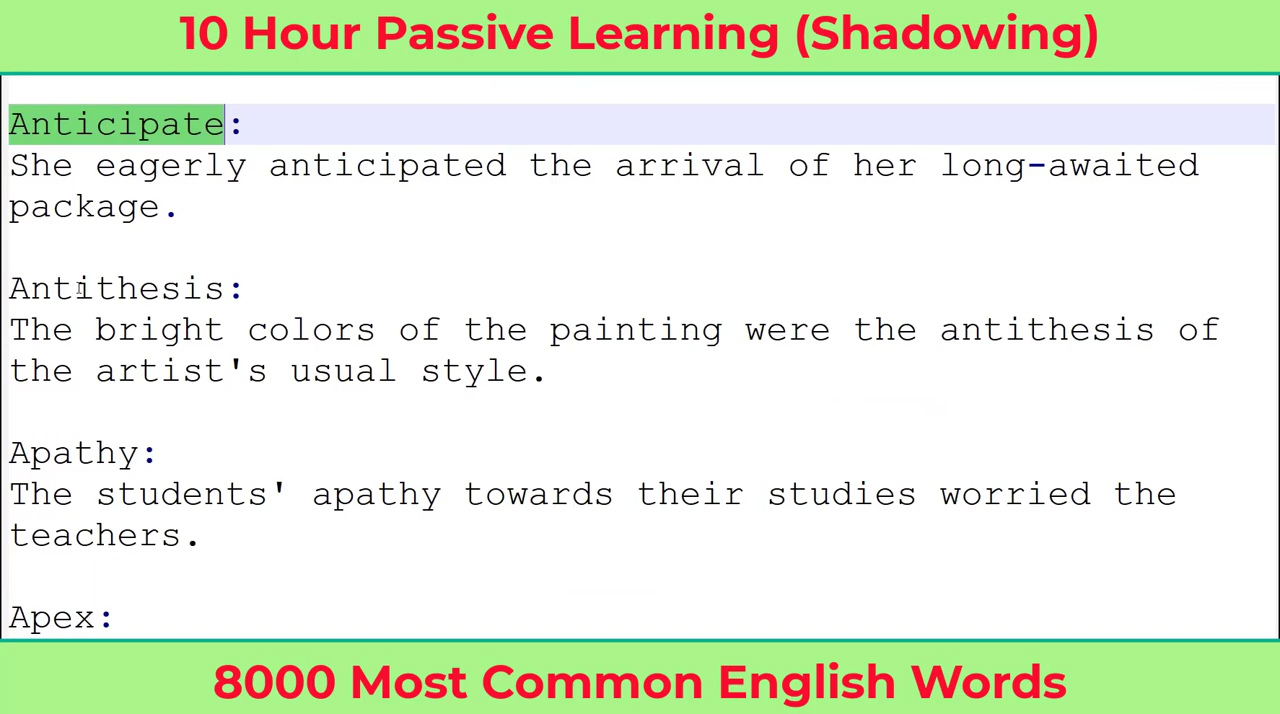 10 Hour Passive Learning (Shadowing)
Anticipate:
She eagerly anticipated the arrival of her long-awaited
package.
Antithesis:
The bright colors of the painting were the antithesis of
the artist's usual style.
Apathy:
The students' apathy towards their studies worried the
teachers.
Apex:
8000 Most Common English Words